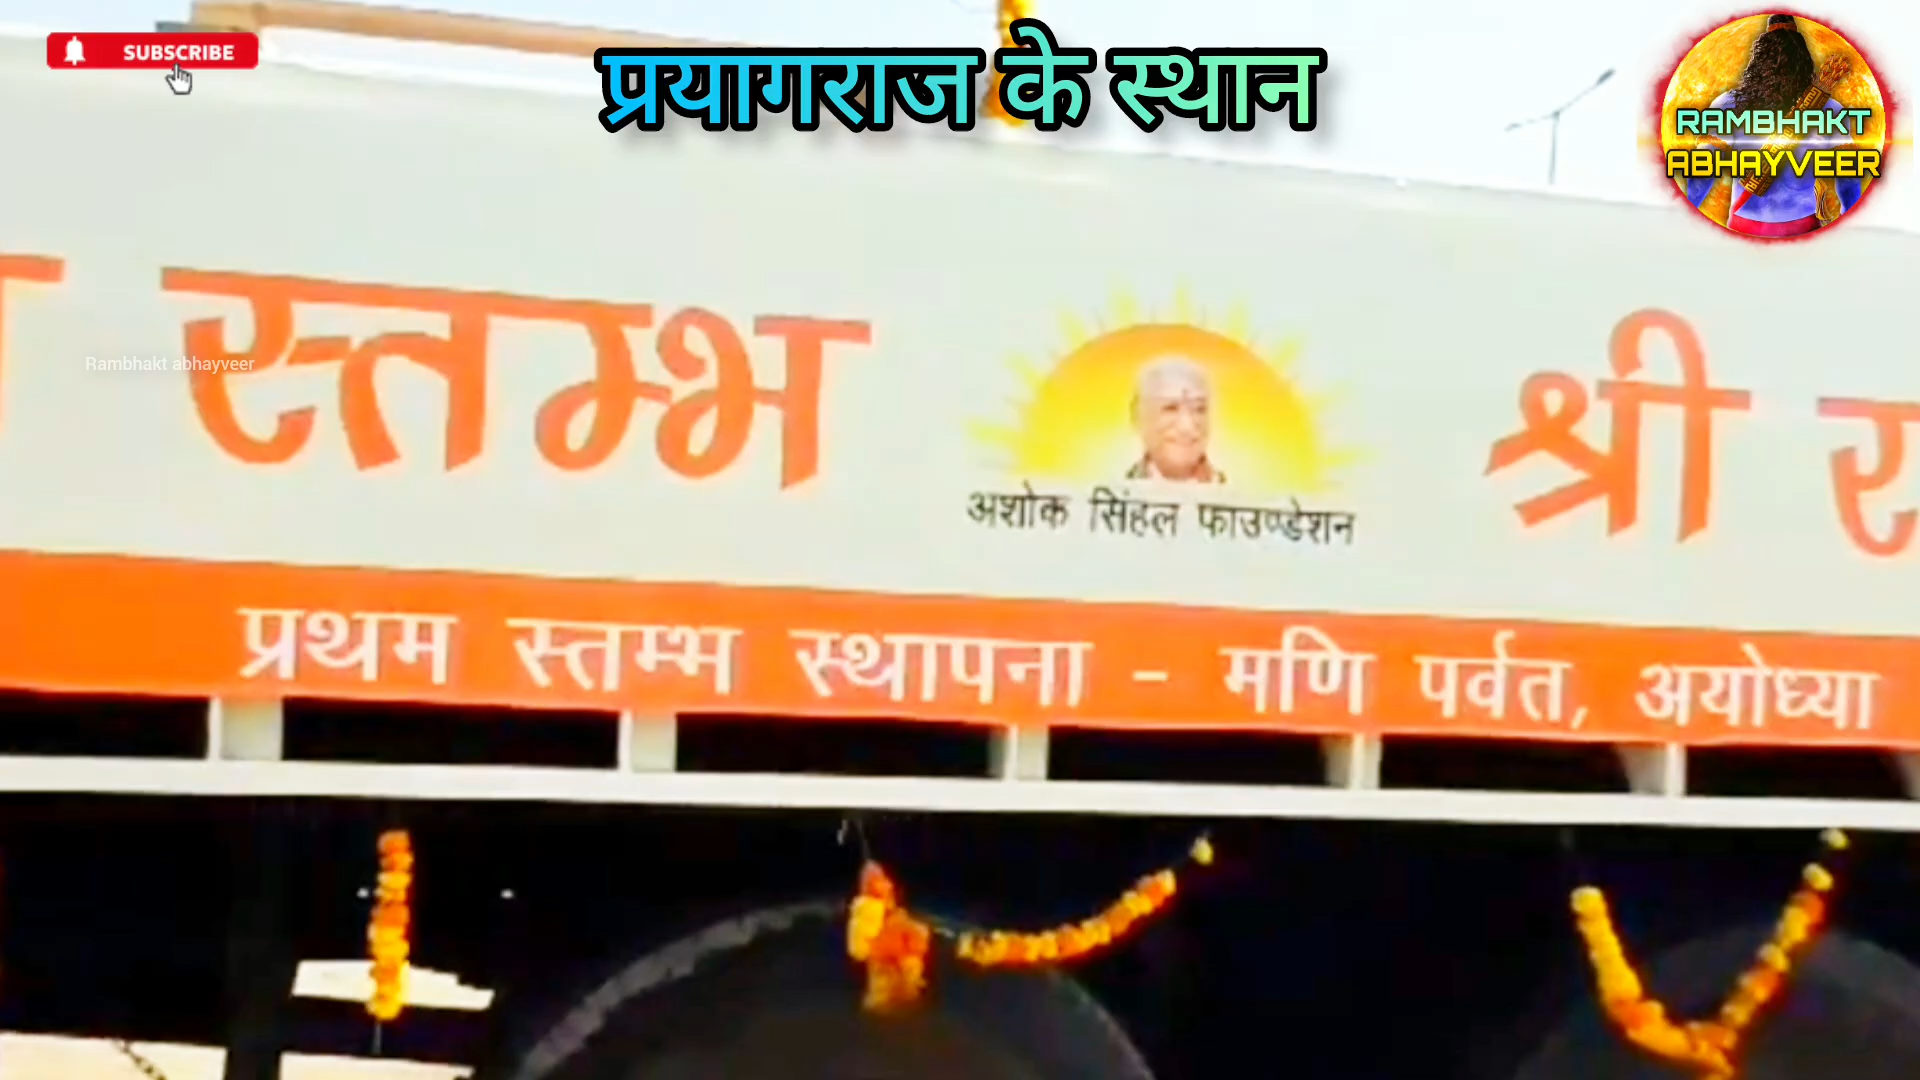 SUBSCRIBE
प्रयागराज के स्थान
RAMBHAKT
ABHAYVEER
स्तम्भ
श्री
Rambhakt abhayveer
अशोक सिंहल फाउण्डेशन
प्रथम स्तम्भ स्थापना - मणि पर्वत, अयोध्या